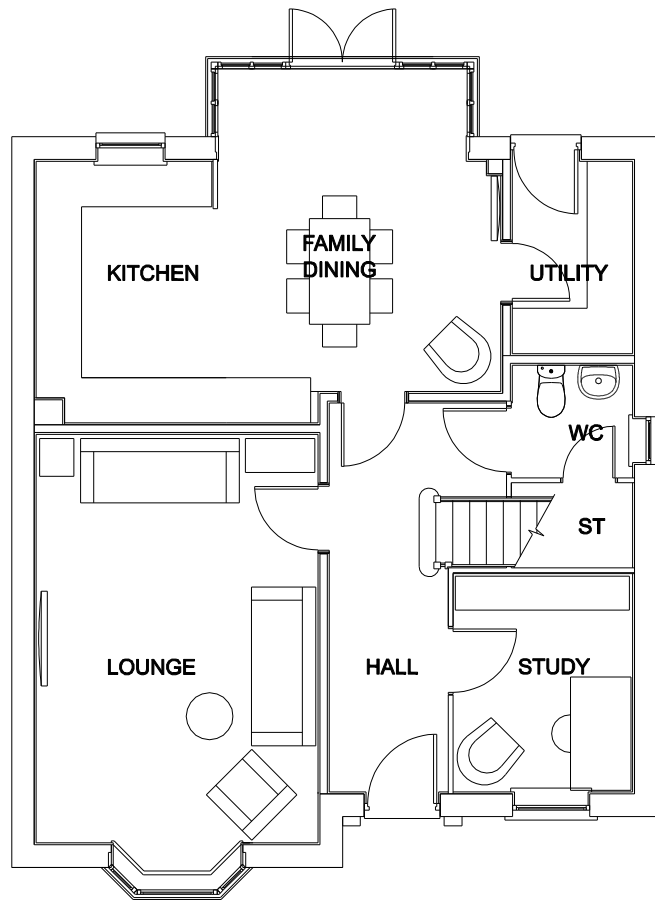 FAMILY
DINING
KITCHEN
UTILITY
WC
ST
LOUNGE
HALL
STUDY